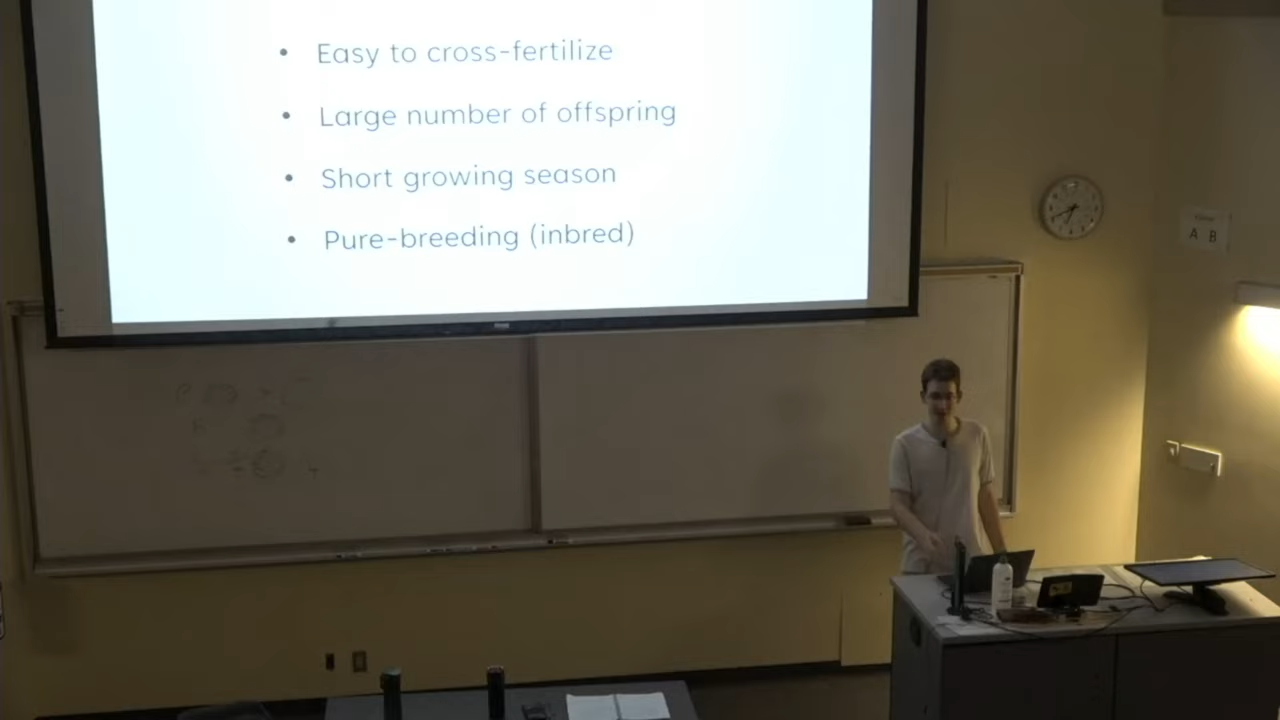 • Easy to cross-fertilize
• Large number of offspring
• Short growing season
• Pure-breeding (inbred)
A B